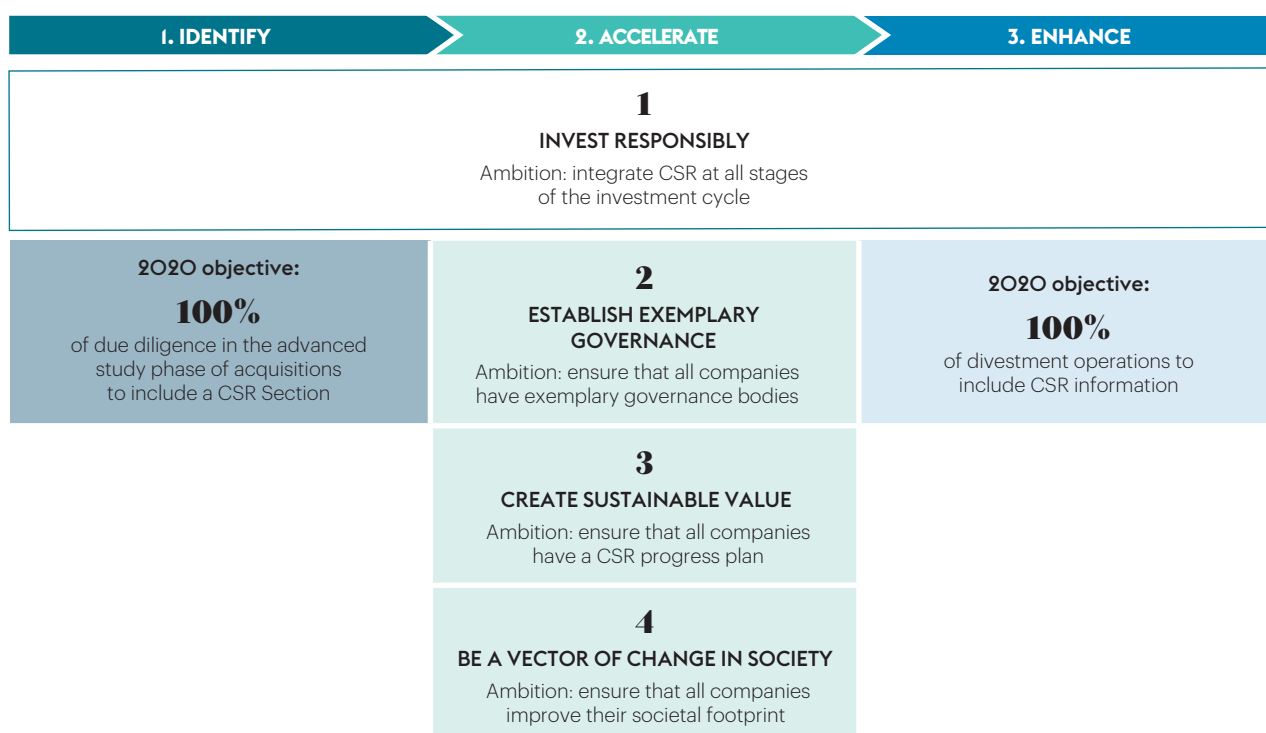 1. IDENTIFY
2. ACCELERATE
3. ENHANCE
1
INVEST RESPONSIBLY
Ambition: integrate CSR at all stages
of the investment cycle
2020 objective:
100%
of due diligence in the advanced
study phase of acquisitions
to include a CSR Section
2
ESTABLISH EXEMPLARY
GOVERNANCE
Ambition: ensure that all companies
have exemplary governance bodies
2020 objective:
100%
of divestment operations to
include CSR information
3
CREATE SUSTAINABLE VALUE
Ambition: ensure that all companies
have a CSR progress plan
4
BE A VECTOR OF CHANGE IN SOCIETY
Ambition: ensure that all companies
improve their societal footprint